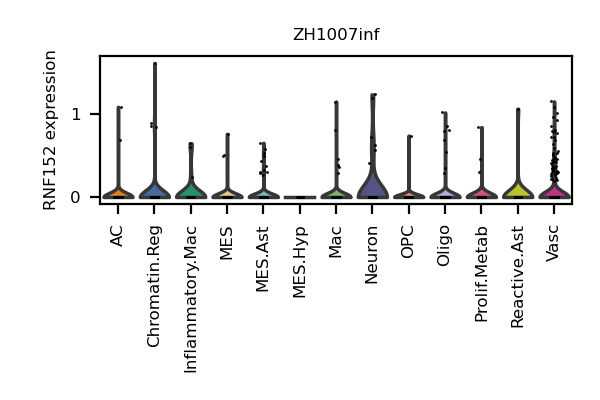 ZH1007inf
RNF152 expression
1
0
AC
Chromatin.Reg
Inflammatory.Mac
MES
MES.Ast
MES.Hyp
Mac
Neuron
OPC
Oligo
Prolif.Metab
Reactive.Ast
Vasc